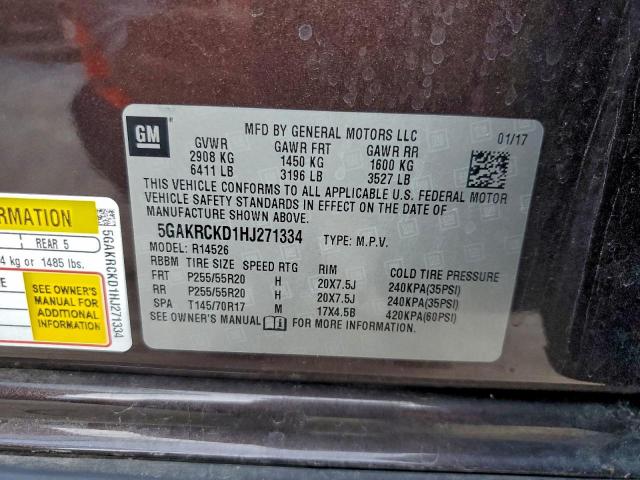 GM
MFD BY GENERAL MOTORS LLC 01/17
GVWR GAWR FRT GAWR RR
2908 KG 1450 KG 1600 KG
6411 LB 3196 LB 3527 LB
THIS VEHICLE CONFORMS TO ALL APPLICABLE U.S. FEDERAL MOTOR
VEHICLE SAFETY STANDARDS IN EFFECT ON THE DATE OF
MANUFACTURE SHOWN ABOVE.
5GAKRCKD1HJ271334 TYPE: M.P.V.
MODEL: R14526
RBBM TIRE SIZE SPEED RTG RIM COLD TIRE PRESSURE
FRT P255/55R20 H 20X7.5J 240KPA(35PSI)
RR P255/55R20 H 20X7.5J 240KPA(35PSI)
SPA T145/70R17 M 17X4.5B 420KPA(60PSI)
SEE OWNER'S MANUAL FOR MORE INFORMATION.
REAR 5
kg or 1485 lbs.
SEE OWNER'S
MANUAL FOR
ADDITIONAL
INFORMATION
5GAKRCKD1HJ271334